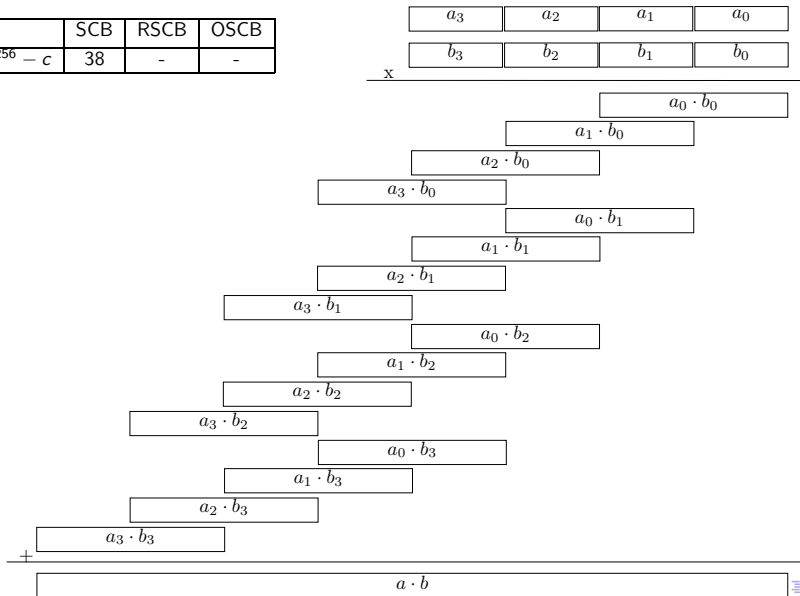 SCB RSCB OSCB
256 − c 38 - -
a3 a2 a1 a0
b3 b2 b1 b0
x
a0 · b0
a1 · b0
a2 · b0
a3 · b0
a0 · b1
a1 · b1
a2 · b1
a3 · b1
a0 · b2
a1 · b2
a2 · b2
a3 · b2
a0 · b3
a1 · b3
a2 · b3
a3 · b3
+
a · b